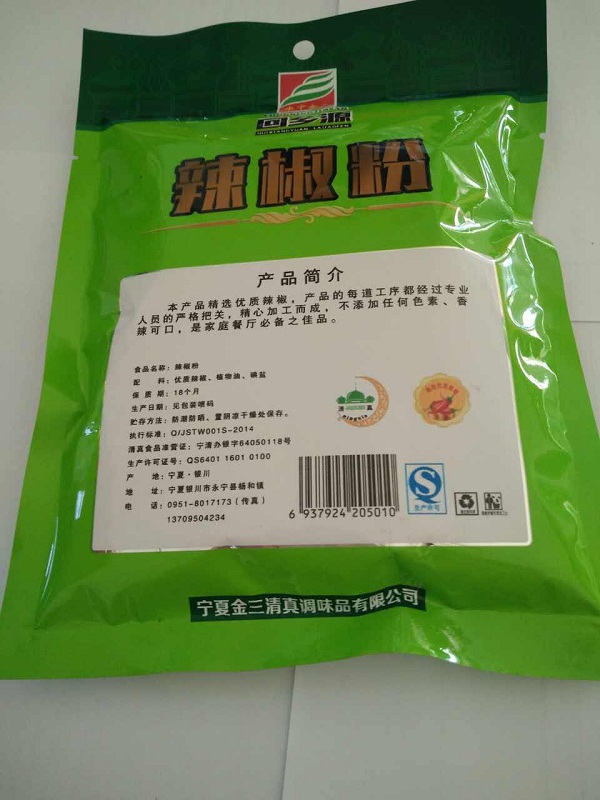 回乡源
HUIXIANGYUAN
辣椒粉
产品简介
本产品精选优质辣椒，产品的每道工序都经过专业
人员的严格把关，精心加工而成，不添加任何色素、香
辣可口，是家庭餐厅必备之佳品。
食品名称：辣椒粉
配 料：优质辣椒、植物油、碘盐
保 质 期：18个月
生产日期：见包装喷码
贮存方法：防潮防晒、置阴凉干燥处保存。
执行标准：Q/JSTW001S-2014
清真食品准营证：宁清办银字64050118号
生产许可证号：QS6401 1601 0100
产 地：宁夏·银川
地 址：宁夏银川市永宁县杨和镇
电 话：0951-8017173（传真）
13709504234
清 真
6 937924 205010
生产许可
宁夏金三清真调味品有限公司